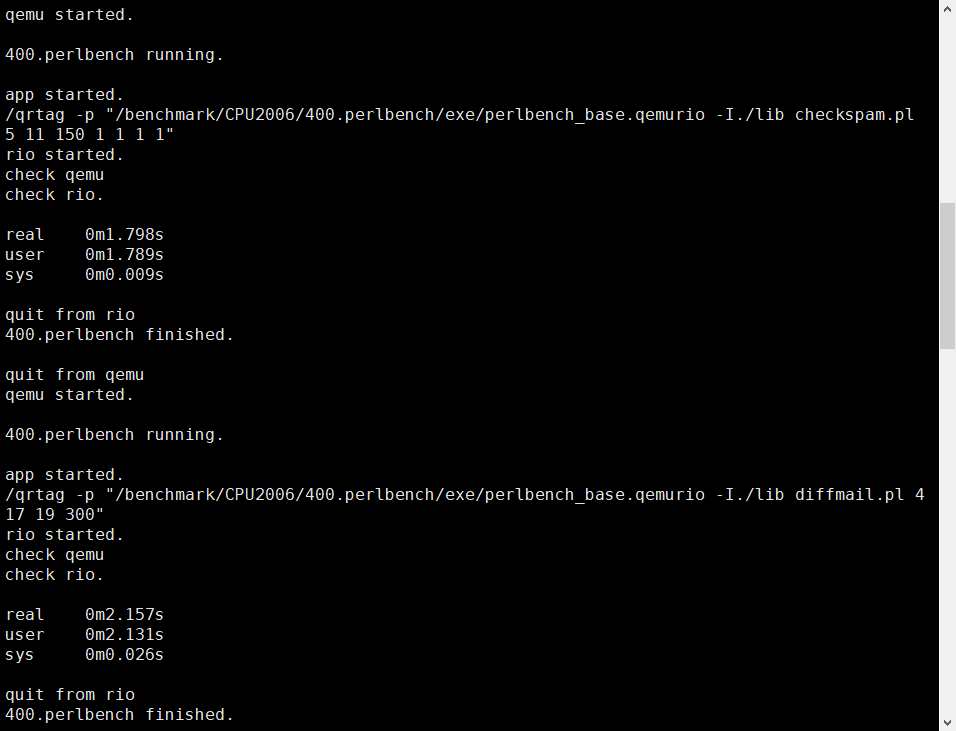 qemu started.
400.perlbench running.
app started.
/qrtag -p "/benchmark/CPU2006/400.perlbench/exe/perlbench_base.qemurio -I./lib checkspam.pl
5 11 150 1 1 1 1"
rio started.
check qemu
check rio.
real    0m1.798s
user    0m1.789s
sys     0m0.009s
quit from rio
400.perlbench finished.
quit from qemu
qemu started.
400.perlbench running.
app started.
/qrtag -p "/benchmark/CPU2006/400.perlbench/exe/perlbench_base.qemurio -I./lib diffmail.pl 4
17 19 300"
rio started.
check qemu
check rio.
real    0m2.157s
user    0m2.131s
sys     0m0.026s
quit from rio
400.perlbench finished.